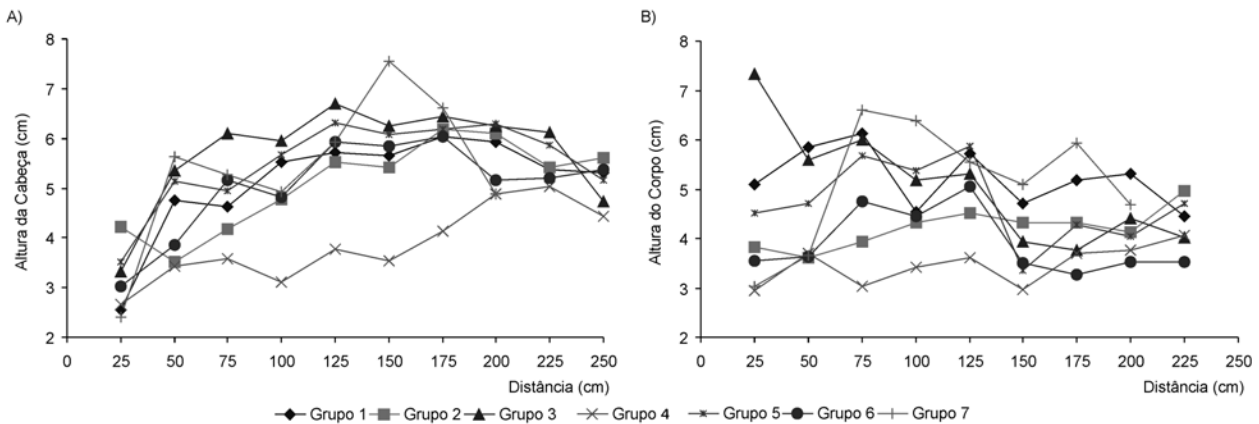 A)
B)
Altura da Cabeça (cm)
8
7
6
5
4
3
2
0 25 50 75 100 125 150 175 200 225 250
Distância (cm)
Altura do Corpo (cm)
8
7
6
5
4
3
2
0 25 50 75 100 125 150 175 200 225 250
Distância (cm)
Grupo 1 Grupo 2 Grupo 3 Grupo 4 Grupo 5 Grupo 6 Grupo 7